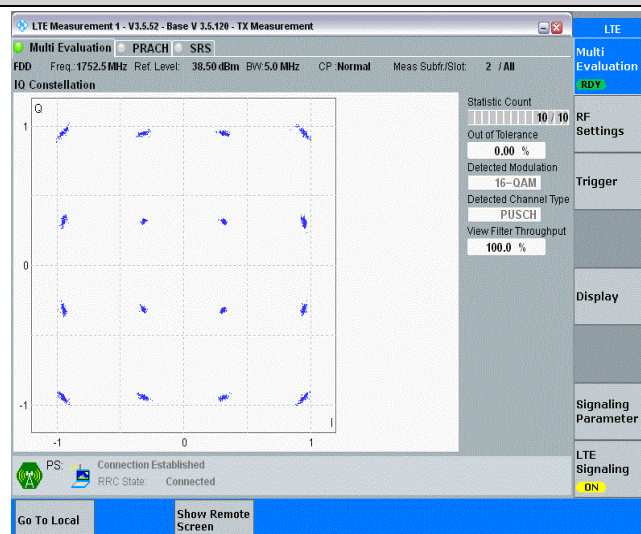 LTE Measurement 1 - V3.5.52 - Base V 3.5.120 - TX Measurement
LTE
Multi Evaluation PRACH SRS
Multi
Evaluation
RDY
FDD Freq.:1752.5 MHz Ref. Level: 38.50 dBm BW:5.0 MHz CP :Normal Meas Subfr./Slot: 2 / All
IQ Constellation
Q
1
0
-1
-1 0 1
I
Statistic Count
10 / 10
Out of Tolerance
0.00 %
Detected Modulation
16-QAM
Detected Channel Type
PUSCH
View Filter Throughput
100.0 %
RF
Settings
Trigger
Display
Signaling
Parameter
LTE
Signaling
ON
PS: Connection Established
RRC State: Connected
Go To Local
Show Remote
Screen